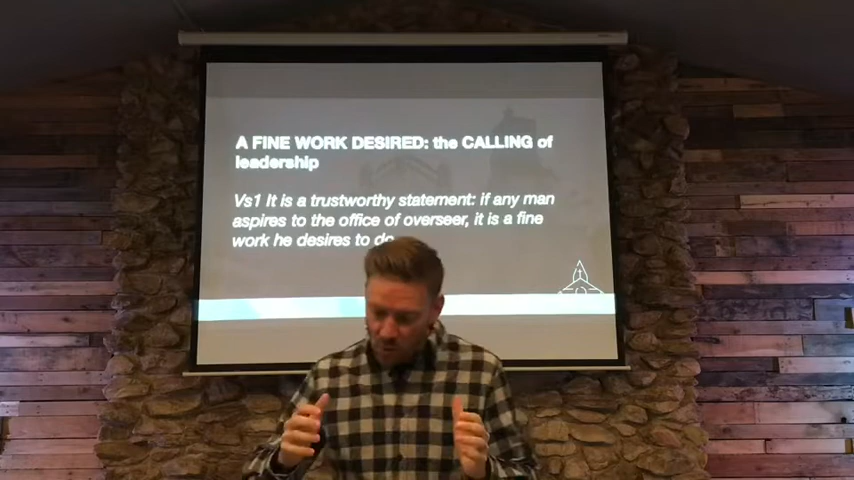 A FINE WORK DESIRED: the CALLING of
leadership
Vs1 It is a trustworthy statement: if any man
aspires to the office of overseer, it is a fine
work he desires to do.